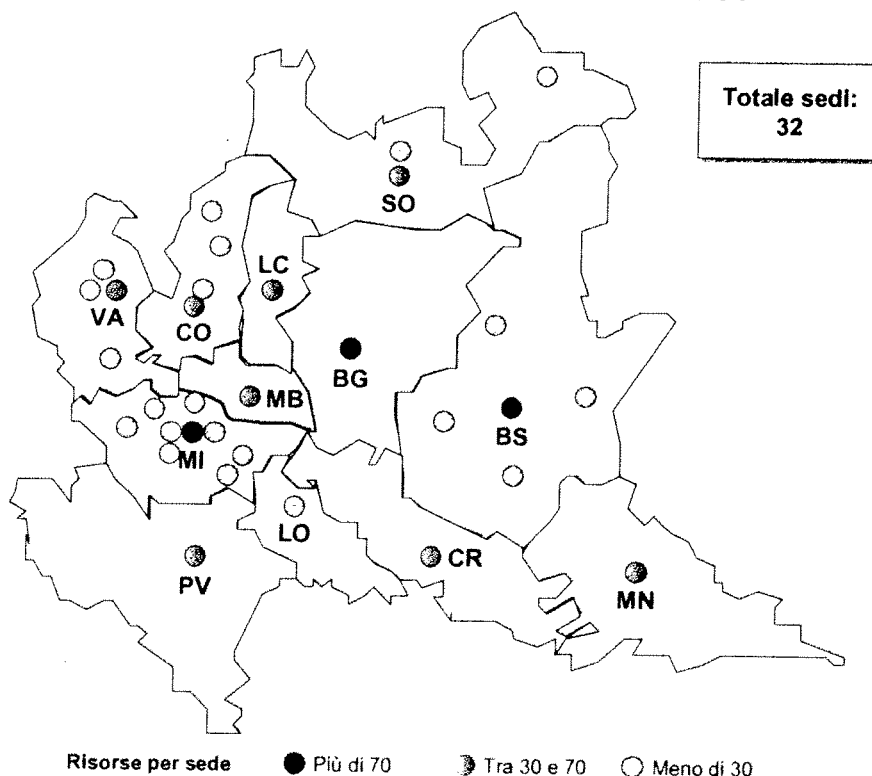 Totale sedi:
32
SO
LC
VA
CO
BG
MB
BS
MI
LO
CR
PV
MN
Risorse per sede
Più di 70
Tra 30 e 70
Meno di 30